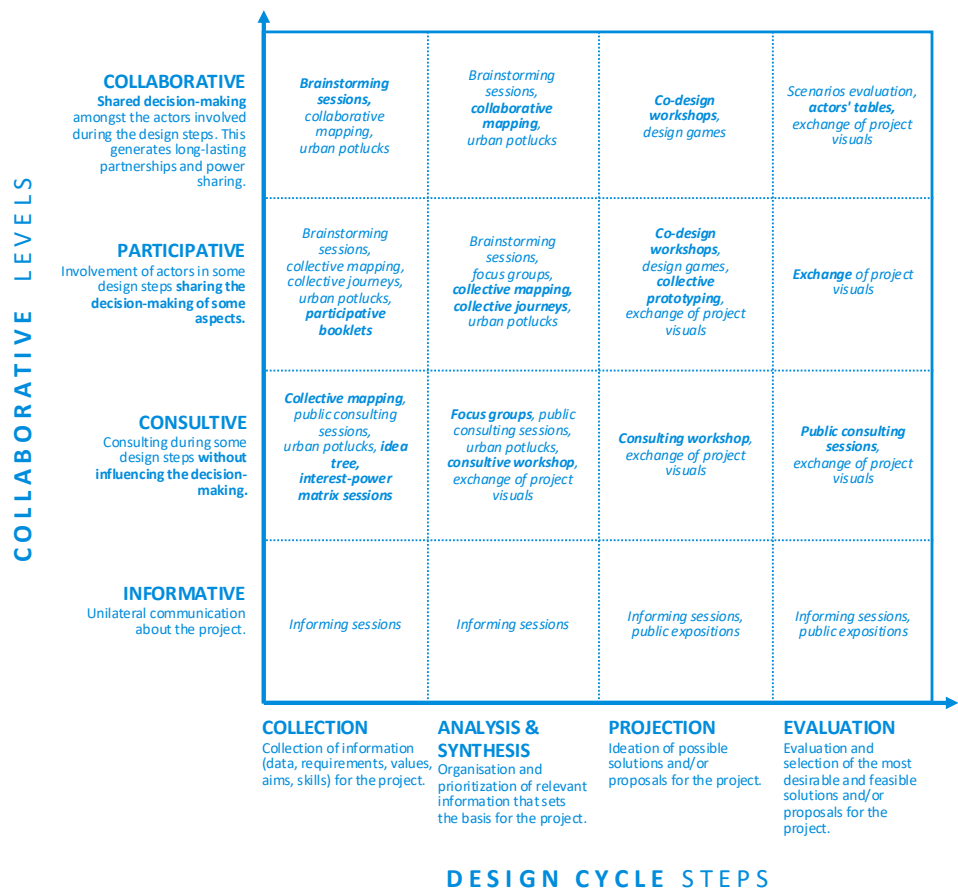 COLLABORATIVE LEVELS
COLLABORATIVE
Shared decision-making
amongst the actors involved
during the design steps. This
generates long-lasting
partnerships and power
sharing.
Brainstorming
sessions,
collaborative
mapping,
urban potlucks
Brainstorming
sessions,
collaborative
mapping,
urban potlucks
Co-design
workshops,
design games
Scenarios evaluation,
actors' tables,
exchange of project
visuals
PARTICIPATIVE
Involvement of actors in some
design steps sharing the
decision-making of some
aspects.
Brainstorming
sessions,
collective mapping,
collective journeys,
urban potlucks,
participative
booklets
Brainstorming
sessions,
focus groups,
collective mapping,
collective journeys,
urban potlucks
Co-design
workshops,
design games,
collective
prototyping,
exchange of project
visuals
Exchange of project
visuals
CONSULTIVE
Consulting during some
design steps without
influencing the decision-
making.
Collective mapping,
public consulting
sessions,
urban potlucks, idea
tree,
interest-power
matrix sessions
Focus groups, public
consulting sessions,
urban potlucks,
consultive workshop,
exchange of project
visuals
Consulting workshop,
exchange of project
visuals
Public consulting
sessions,
exchange of project
visuals
INFORMATIVE
Unilateral communication
about the project.
Informing sessions
Informing sessions
Informing sessions,
public expositions
Informing sessions,
public expositions
COLLECTION
Collection of information
(data, requirements, values,
aims, skills) for the project.
ANALYSIS &
SYNTHESIS
Organisation and
prioritization of relevant
information that sets
the basis for the project.
PROJECTION
Ideation of possible
solutions and/or
proposals for the project.
EVALUATION
Evaluation and
selection of the most
desirable and feasible
solutions and/or
proposals for the
project.
DESIGN CYCLE STEPS